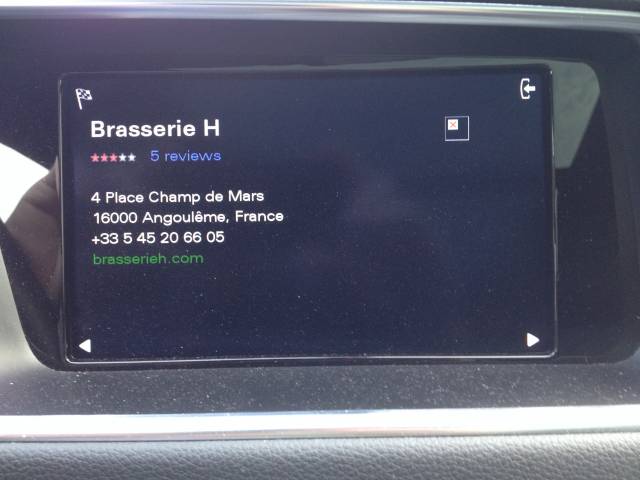 Brasserie H
5 reviews
4 Place Champ de Mars
16000 Angoulême, France
+33 5 45 20 66 05
brasserieh.com